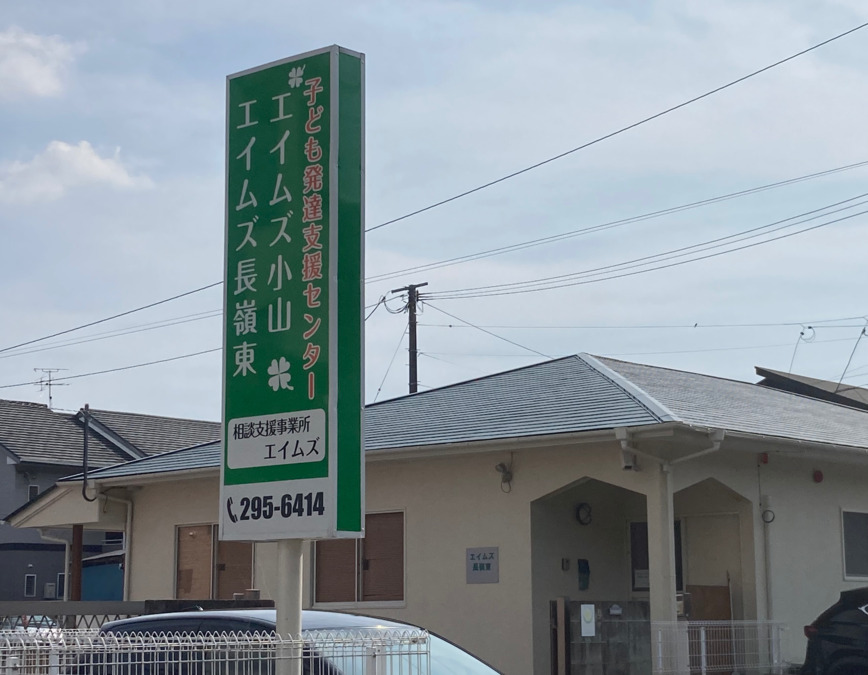 子ども発達支援センター
エイムズ小山
エイムズ長嶺東
相談支援事業所
エイムズ
295-6414
エイムズ
長嶺東